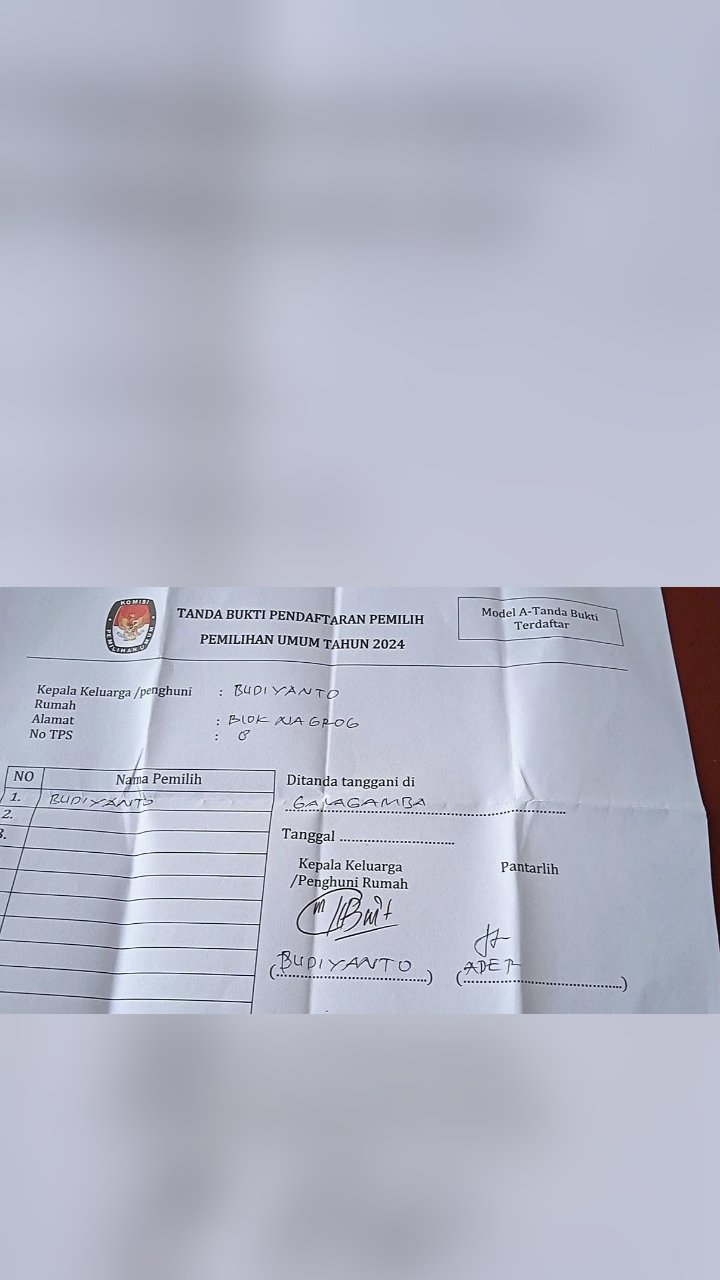 KOMISI
PEMILIHAN UMUM
TANDA BUKTI PENDAFTARAN PEMILIH
PEMILIHAN UMUM TAHUN 2024
Model A-Tanda Bukti
Terdaftar
Kepala Keluarga /penghuni : BUDIYANTO
Rumah
Alamat : BLOK NAGROG
No TPS : 8
NO Nama Pemilih
1. BUDIYANTO
2.
3.
Ditanda tanggani di
GALAGAMBA
Tanggal
Kepala Keluarga
/Penghuni Rumah
Pantarlih
(BUDIYANTO)